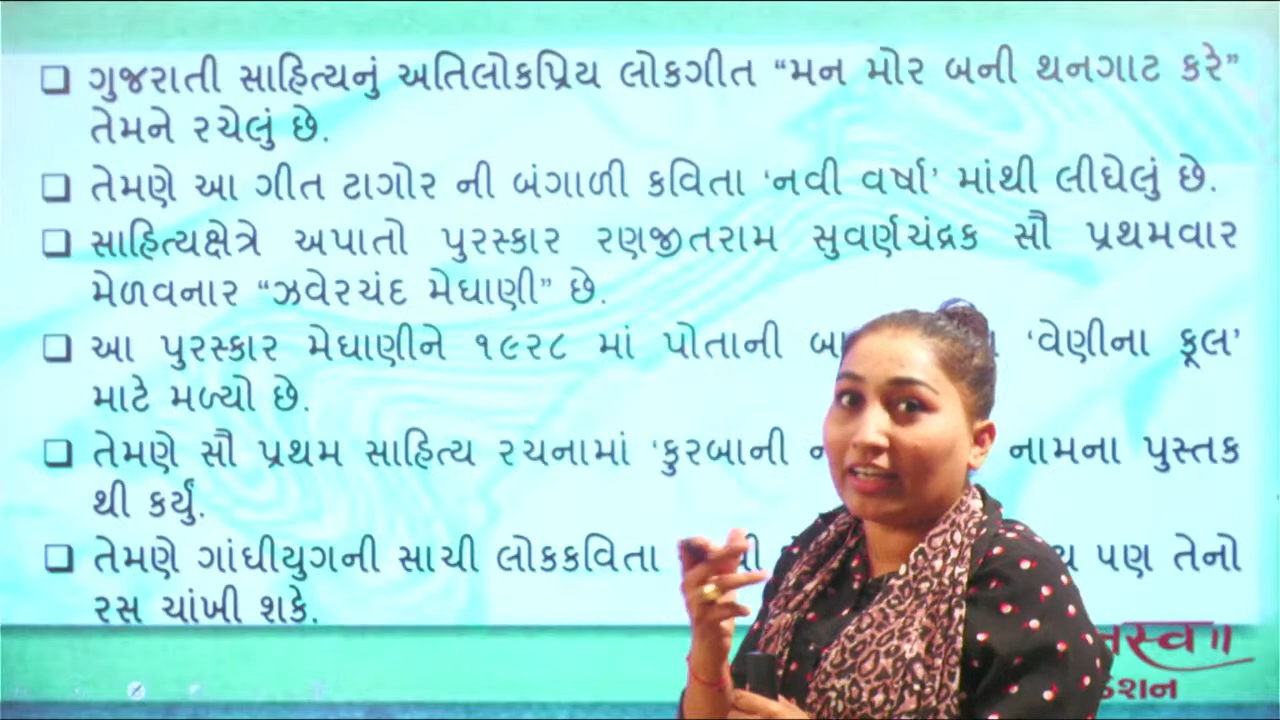 ગુજરાતી સાહિત્યનું અતિલોકપ્રિય લોકગીત “મન મોર બની થનગાટ કરે”
તેમને રચેલું છે.
તેમણે આ ગીત ટાગોર ની બંગાળી કવિતા ‘નવી વર્ષા’ માંથી લીધેલું છે.
સાહિત્યક્ષેત્રે અપાતો પુરસ્કાર રણજીતરામ સુવર્ણચંદ્રક સૌ પ્રથમવાર
મેળવનાર “ઝવેરચંદ મેઘાણી” છે.
આ પુરસ્કાર મેઘાણીને ૧૯૨૮ માં પોતાની ‘વેણીના ફૂલ’
માટે મળ્યો છે.
તેમણે સૌ પ્રથમ સાહિત્ય રચનામાં ‘કુરબાની નામના પુસ્તક
થી કર્યું.
તેમણે ગાંધીયુગની સાચી લોકકવિતા પણ તેનો
રસ ચાંખી શકે.